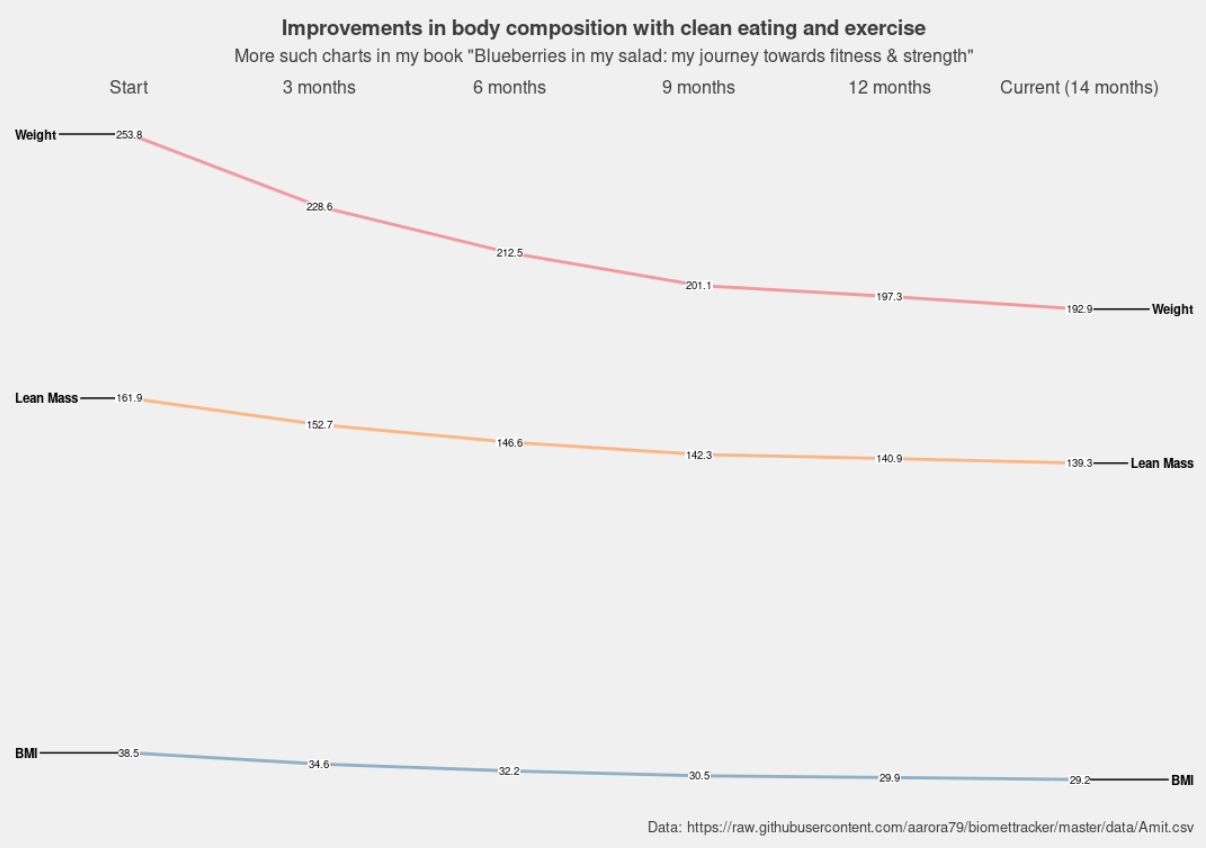 Improvements in body composition with clean eating and exercise
More such charts in my book "Blueberries in my salad: my journey towards fitness & strength"
Start 3 months 6 months 9 months 12 months Current (14 months)
Weight 253.8
228.6
212.5
201.1
197.3
192.9 Weight
Lean Mass 161.9
152.7
146.6
142.3
140.9
139.3 Lean Mass
BMI 38.5
34.6
32.2
30.5
29.9
29.2 BMI
Data: https://raw.githubusercontent.com/aarora79/biomettracker/master/data/Amit.csv